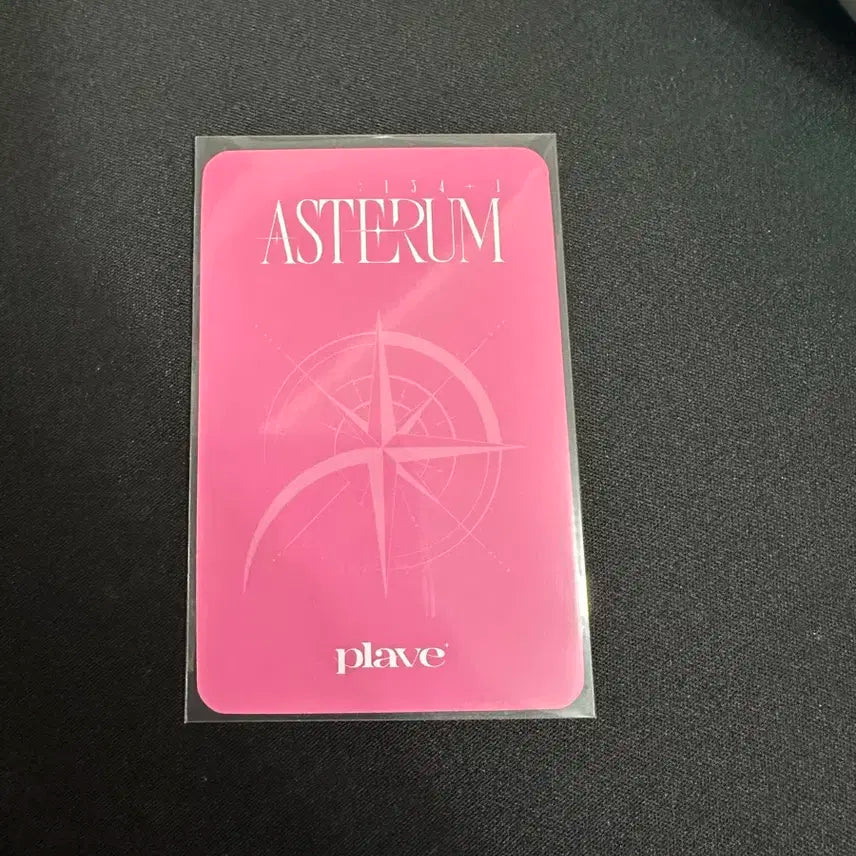 : 134-1
ASTERUM
plave